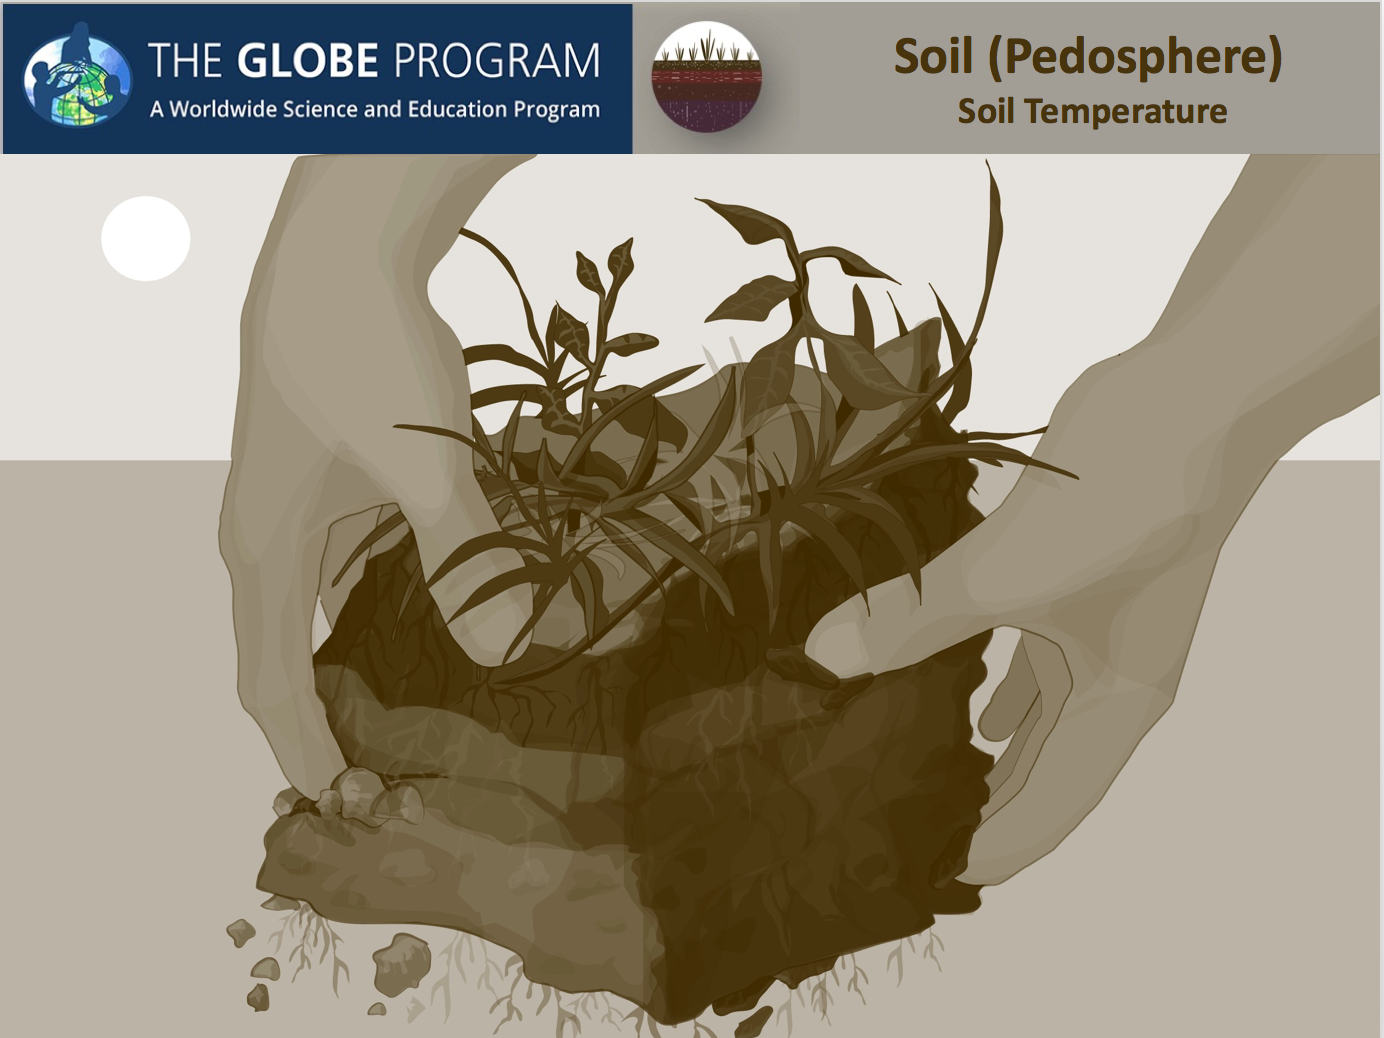 THE GLOBE PROGRAM
A Worldwide Science and Education Program
Soil (Pedosphere)
Soil Temperature